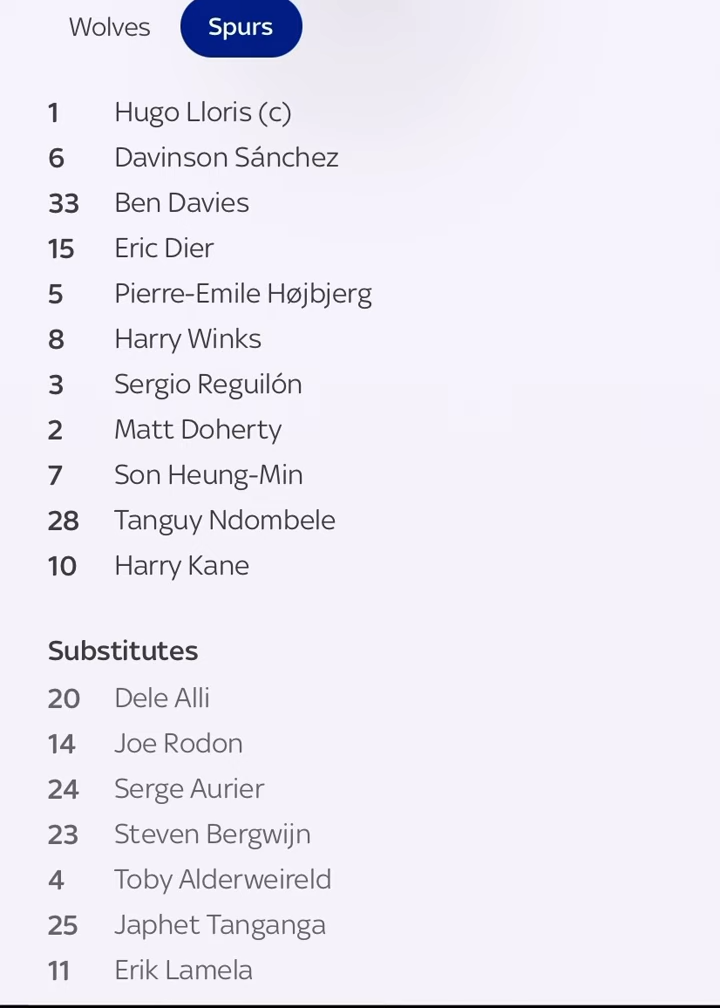 Wolves Spurs
1 Hugo Lloris (c)
6 Davinson Sánchez
33 Ben Davies
15 Eric Dier
5 Pierre-Emile Højbjerg
8 Harry Winks
3 Sergio Reguilón
2 Matt Doherty
7 Son Heung-Min
28 Tanguy Ndombele
10 Harry Kane
Substitutes
20 Dele Alli
14 Joe Rodon
24 Serge Aurier
23 Steven Bergwijn
4 Toby Alderweireld
25 Japhet Tanganga
11 Erik Lamela